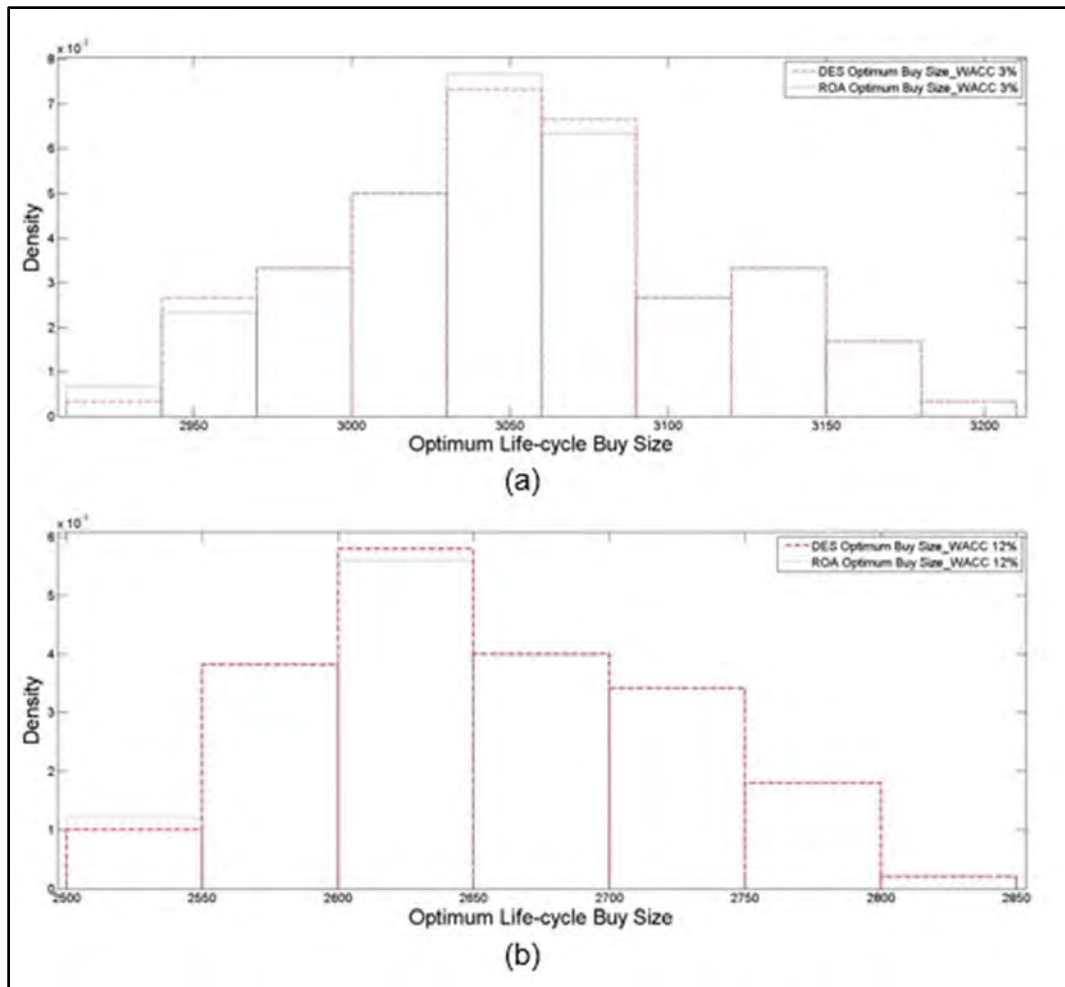 × 10
DES Optimum Buy Size_WACC 3%
ROA Optimum Buy Size_WACC 3%
8
7
6
5
4
3
2
1
0
Density
2950 3000 3050 3100 3150 3200
Optimum Life-cycle Buy Size
(a)
× 10
DES Optimum Buy Size_WACC 12%
ROA Optimum Buy Size_WACC 12%
6
5
4
3
2
1
0
Density
2500 2550 2600 2650 2700 2750 2800 2850
Optimum Life-cycle Buy Size
(b)